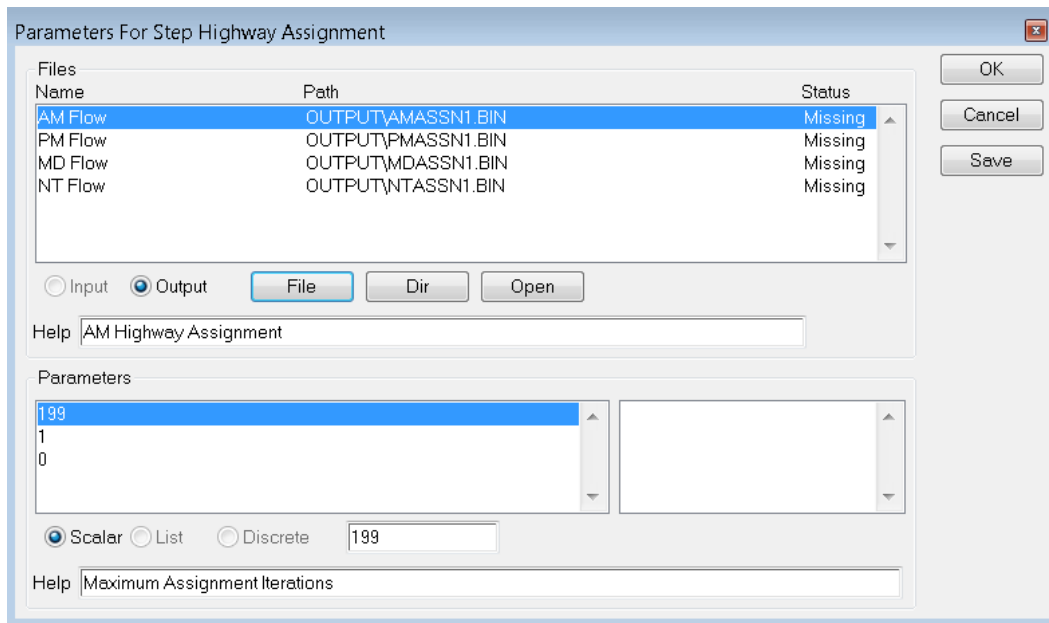 Parameters For Step Highway Assignment
Files
Name Path Status
AM Flow OUTPUT\AMASSN1.BIN Missing
PM Flow OUTPUT\PMASSN1.BIN Missing
MD Flow OUTPUT\MDASSN1.BIN Missing
NT Flow OUTPUT\NTASSN1.BIN Missing
Input Output File Dir Open
Help AM Highway Assignment
Parameters
199
1
0
Scalar List Discrete 199
Help Maximum Assignment Iterations
OK
Cancel
Save